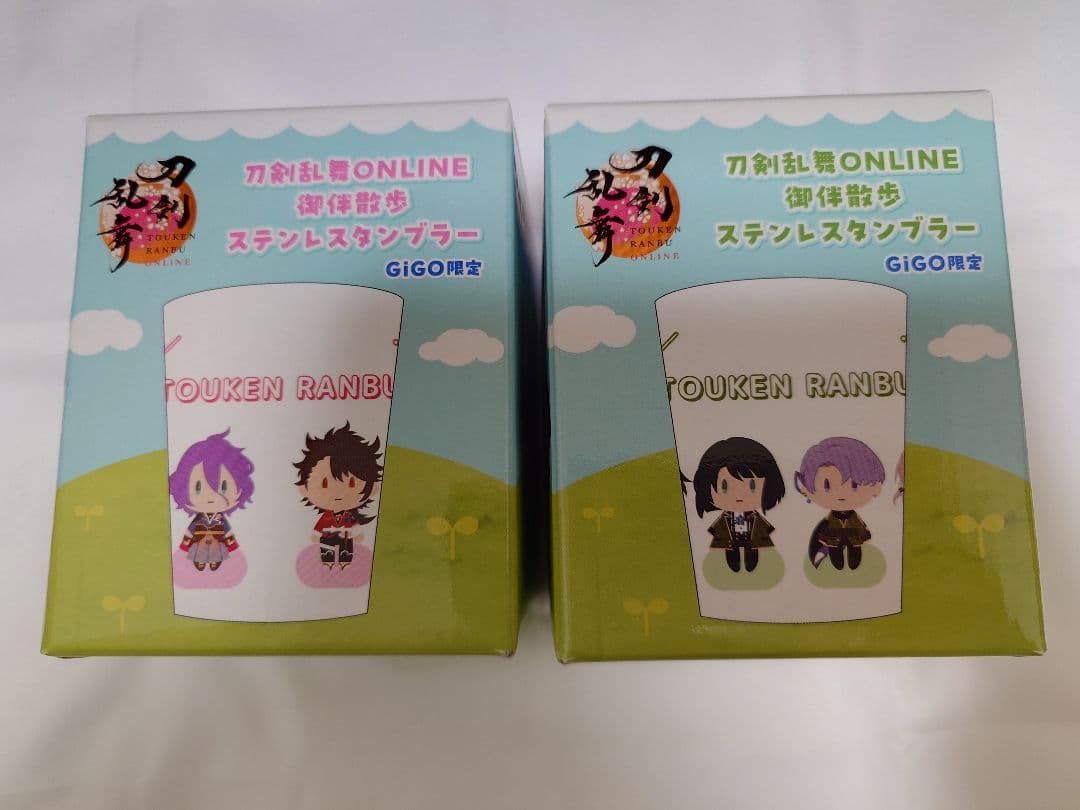 刀剣乱舞
TOUKEN
RANBU
ONLINE
刀剣乱舞ONLINE
御伴散歩
ステンレスタンブラー
GiGO限定
TOUKEN RANBU
刀剣乱舞
TOUKEN
RANBU
ONLINE
刀剣乱舞ONLINE
御伴散歩
ステンレスタンブラー
GiGO限定
TOUKEN RANBU